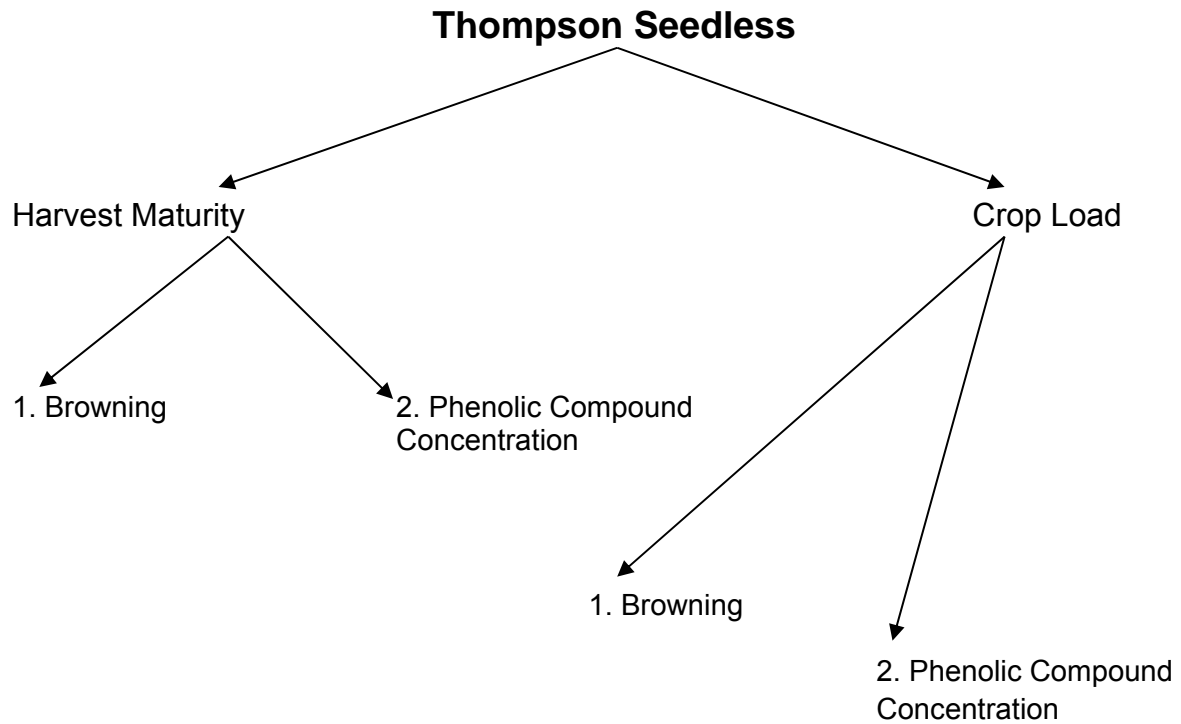 Thompson Seedless
Harvest Maturity
Crop Load
1. Browning
2. Phenolic Compound
Concentration
1. Browning
2. Phenolic Compound
Concentration